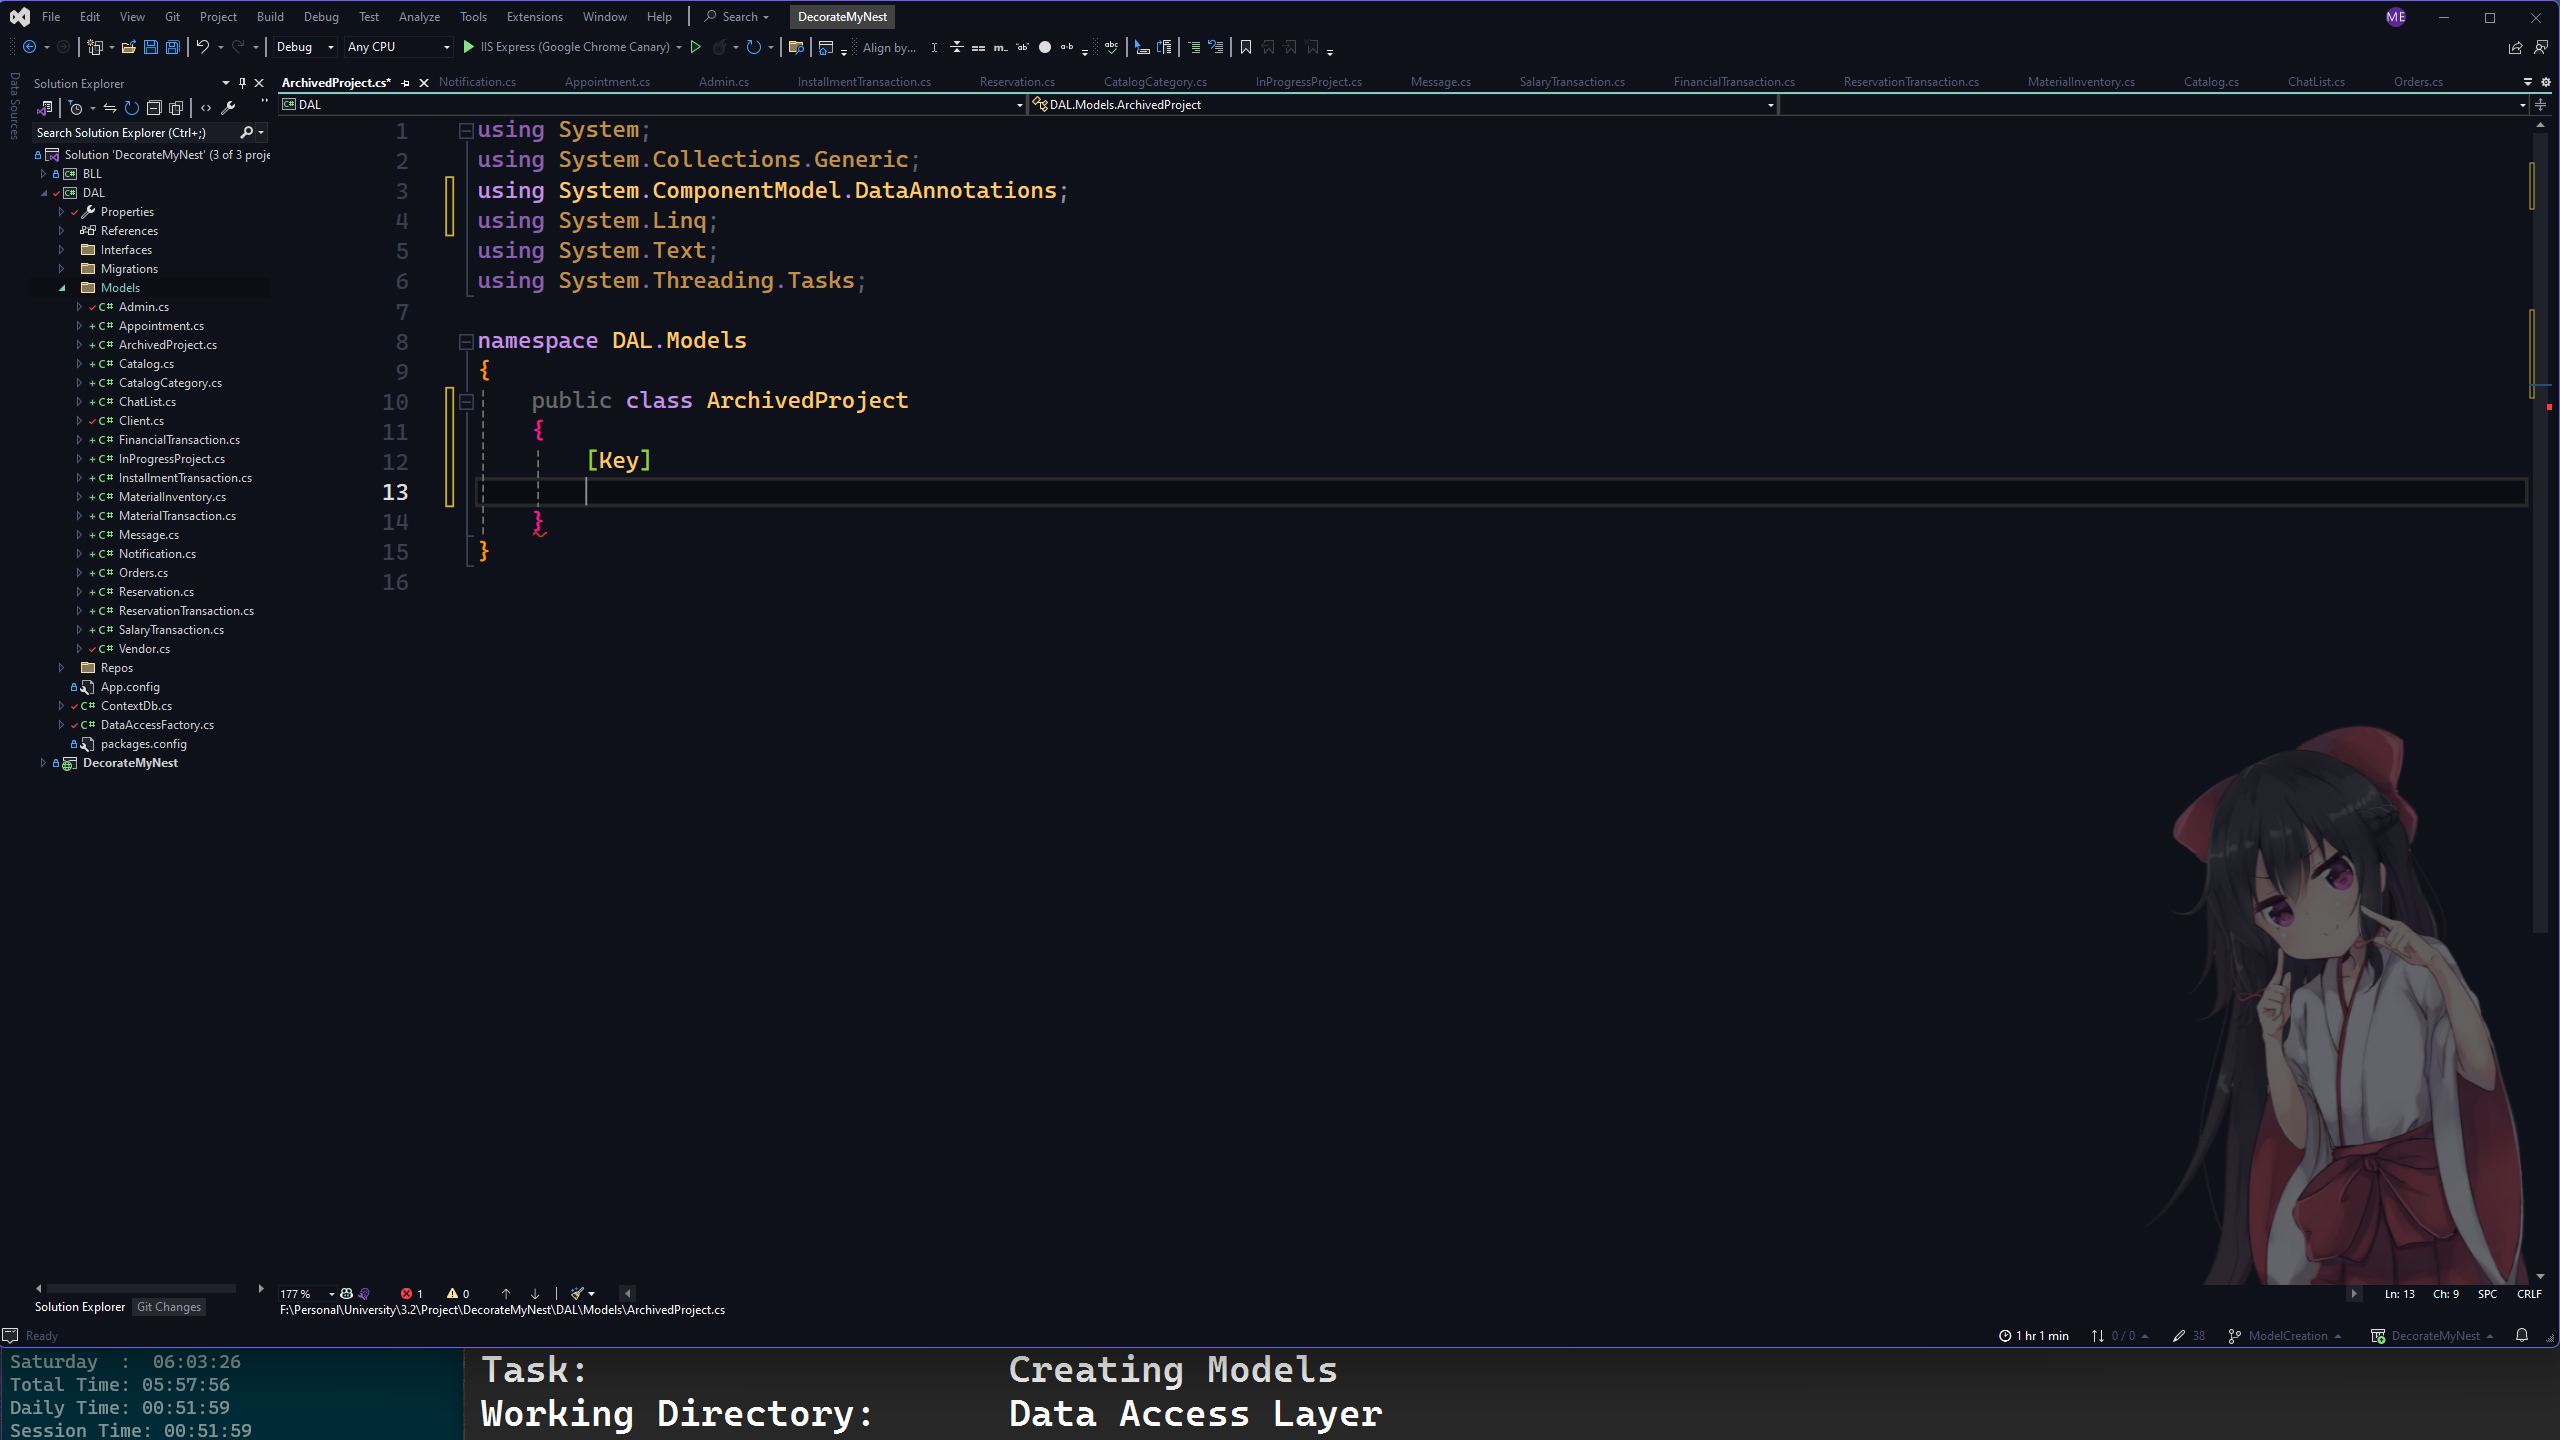 File Edit View Git Project Build Debug Test Analyze Tools Extensions Window Help Search DecorateMyNest ME
Debug Any CPU IIS Express (Google Chrome Canary) Align by...
Data Sources
Solution Explorer
Search Solution Explorer (Ctrl+;)
Solution 'DecorateMyNest' (3 of 3 proje
BLL
DAL
Properties
References
Interfaces
Migrations
Models
C# Admin.cs
C# Appointment.cs
C# ArchivedProject.cs
C# Catalog.cs
C# CatalogCategory.cs
C# ChatList.cs
C# Client.cs
C# FinancialTransaction.cs
C# InProgressProject.cs
C# InstallmentTransaction.cs
C# MaterialInventory.cs
C# MaterialTransaction.cs
C# Message.cs
C# Notification.cs
C# Orders.cs
C# Reservation.cs
C# ReservationTransaction.cs
C# SalaryTransaction.cs
C# Vendor.cs
Repos
App.config
C# ContextDb.cs
C# DataAccessFactory.cs
packages.config
DecorateMyNest
Solution Explorer Git Changes
ArchivedProject.cs* Notification.cs Appointment.cs Admin.cs InstallmentTransaction.cs Reservation.cs CatalogCategory.cs InProgressProject.cs Message.cs SalaryTransaction.cs FinancialTransaction.cs ReservationTransaction.cs MaterialInventory.cs Catalog.cs ChatList.cs Orders.cs
DAL DAL.Models.ArchivedProject
1 using System;
2 using System.Collections.Generic;
3 using System.ComponentModel.DataAnnotations;
4 using System.Linq;
5 using System.Text;
6 using System.Threading.Tasks;
7
8 namespace DAL.Models
9 {
10 public class ArchivedProject
11 {
12 [Key]
13
14 }
15 }
16
177 % 1 0 Ln: 13 Ch: 9 SPC CRLF
F:\Personal\University\3.2\Project\DecorateMyNest\DAL\Models\ArchivedProject.cs
Ready 1 hr 1 min 0 / 0 38 ModelCreation DecorateMyNest
Saturday : 06:03:26
Total Time: 05:57:56
Daily Time: 00:51:59
Session Time: 00:51:59
Task: Creating Models
Working Directory: Data Access Layer